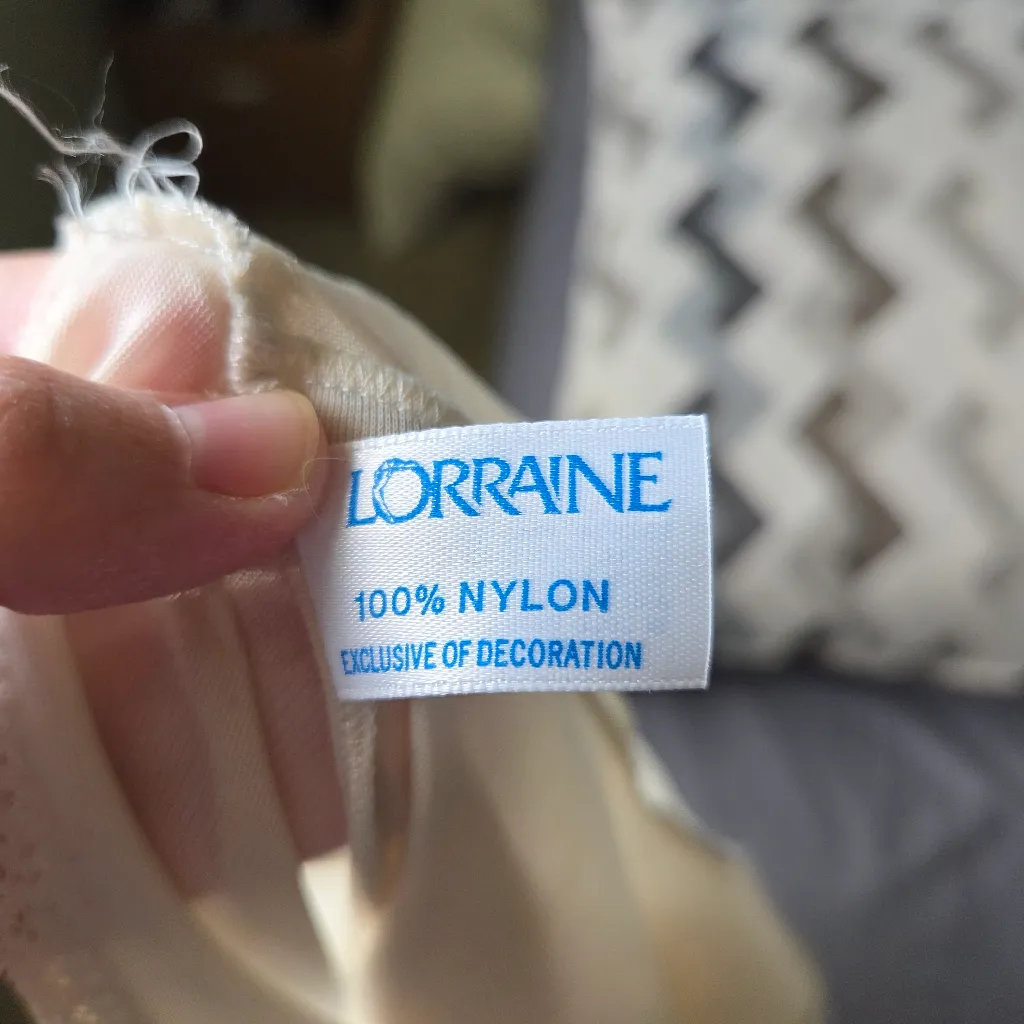 LORRAINE
100% NYLON
EXCLUSIVE OF DECORATION